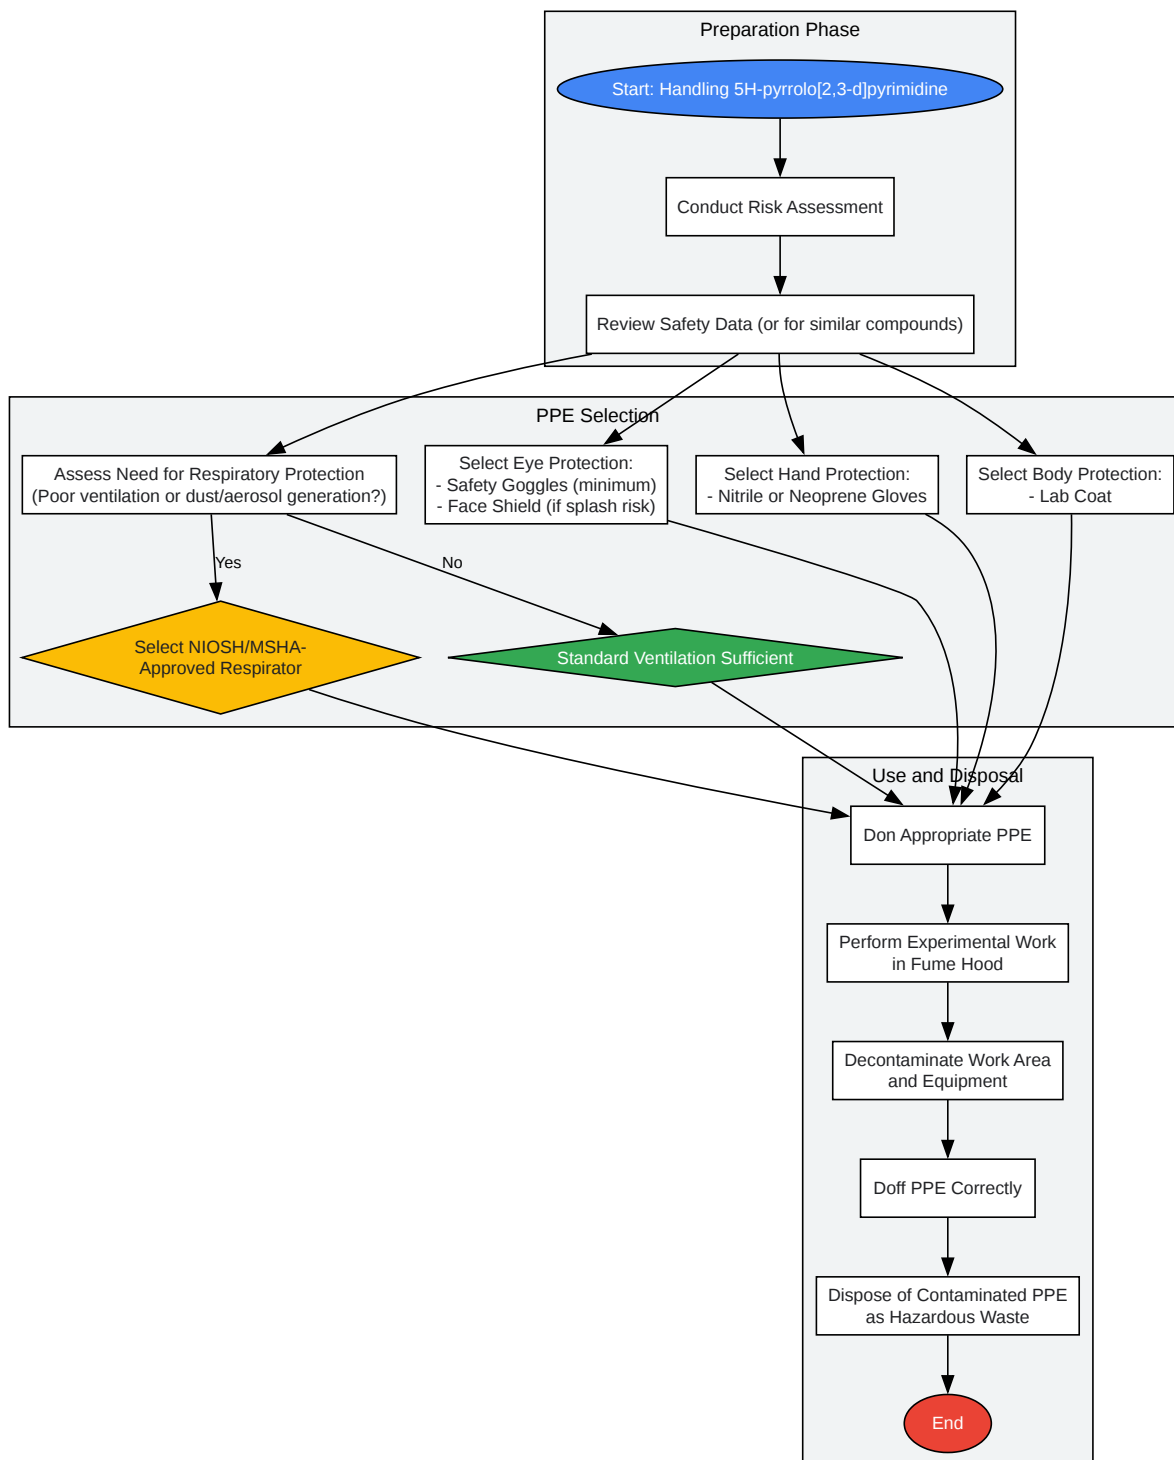 Preparation Phase
Start: Handling 5H-pyrrolo[2,3-d]pyrimidine
Conduct Risk Assessment
Review Safety Data (or for similar compounds)
PPE Selection
Assess Need for Respiratory Protection
(Poor ventilation or dust/aerosol generation?)
Select Eye Protection:
- Safety Goggles (minimum)
- Face Shield (if splash risk)
Select Hand Protection:
- Nitrile or Neoprene Gloves
Select Body Protection:
- Lab Coat
Yes
No
Select NIOSH/MSHA-
Approved Respirator
Standard Ventilation Sufficient
Use and Disposal
Don Appropriate PPE
Perform Experimental Work
in Fume Hood
Decontaminate Work Area
and Equipment
Doff PPE Correctly
Dispose of Contaminated PPE
as Hazardous Waste
End